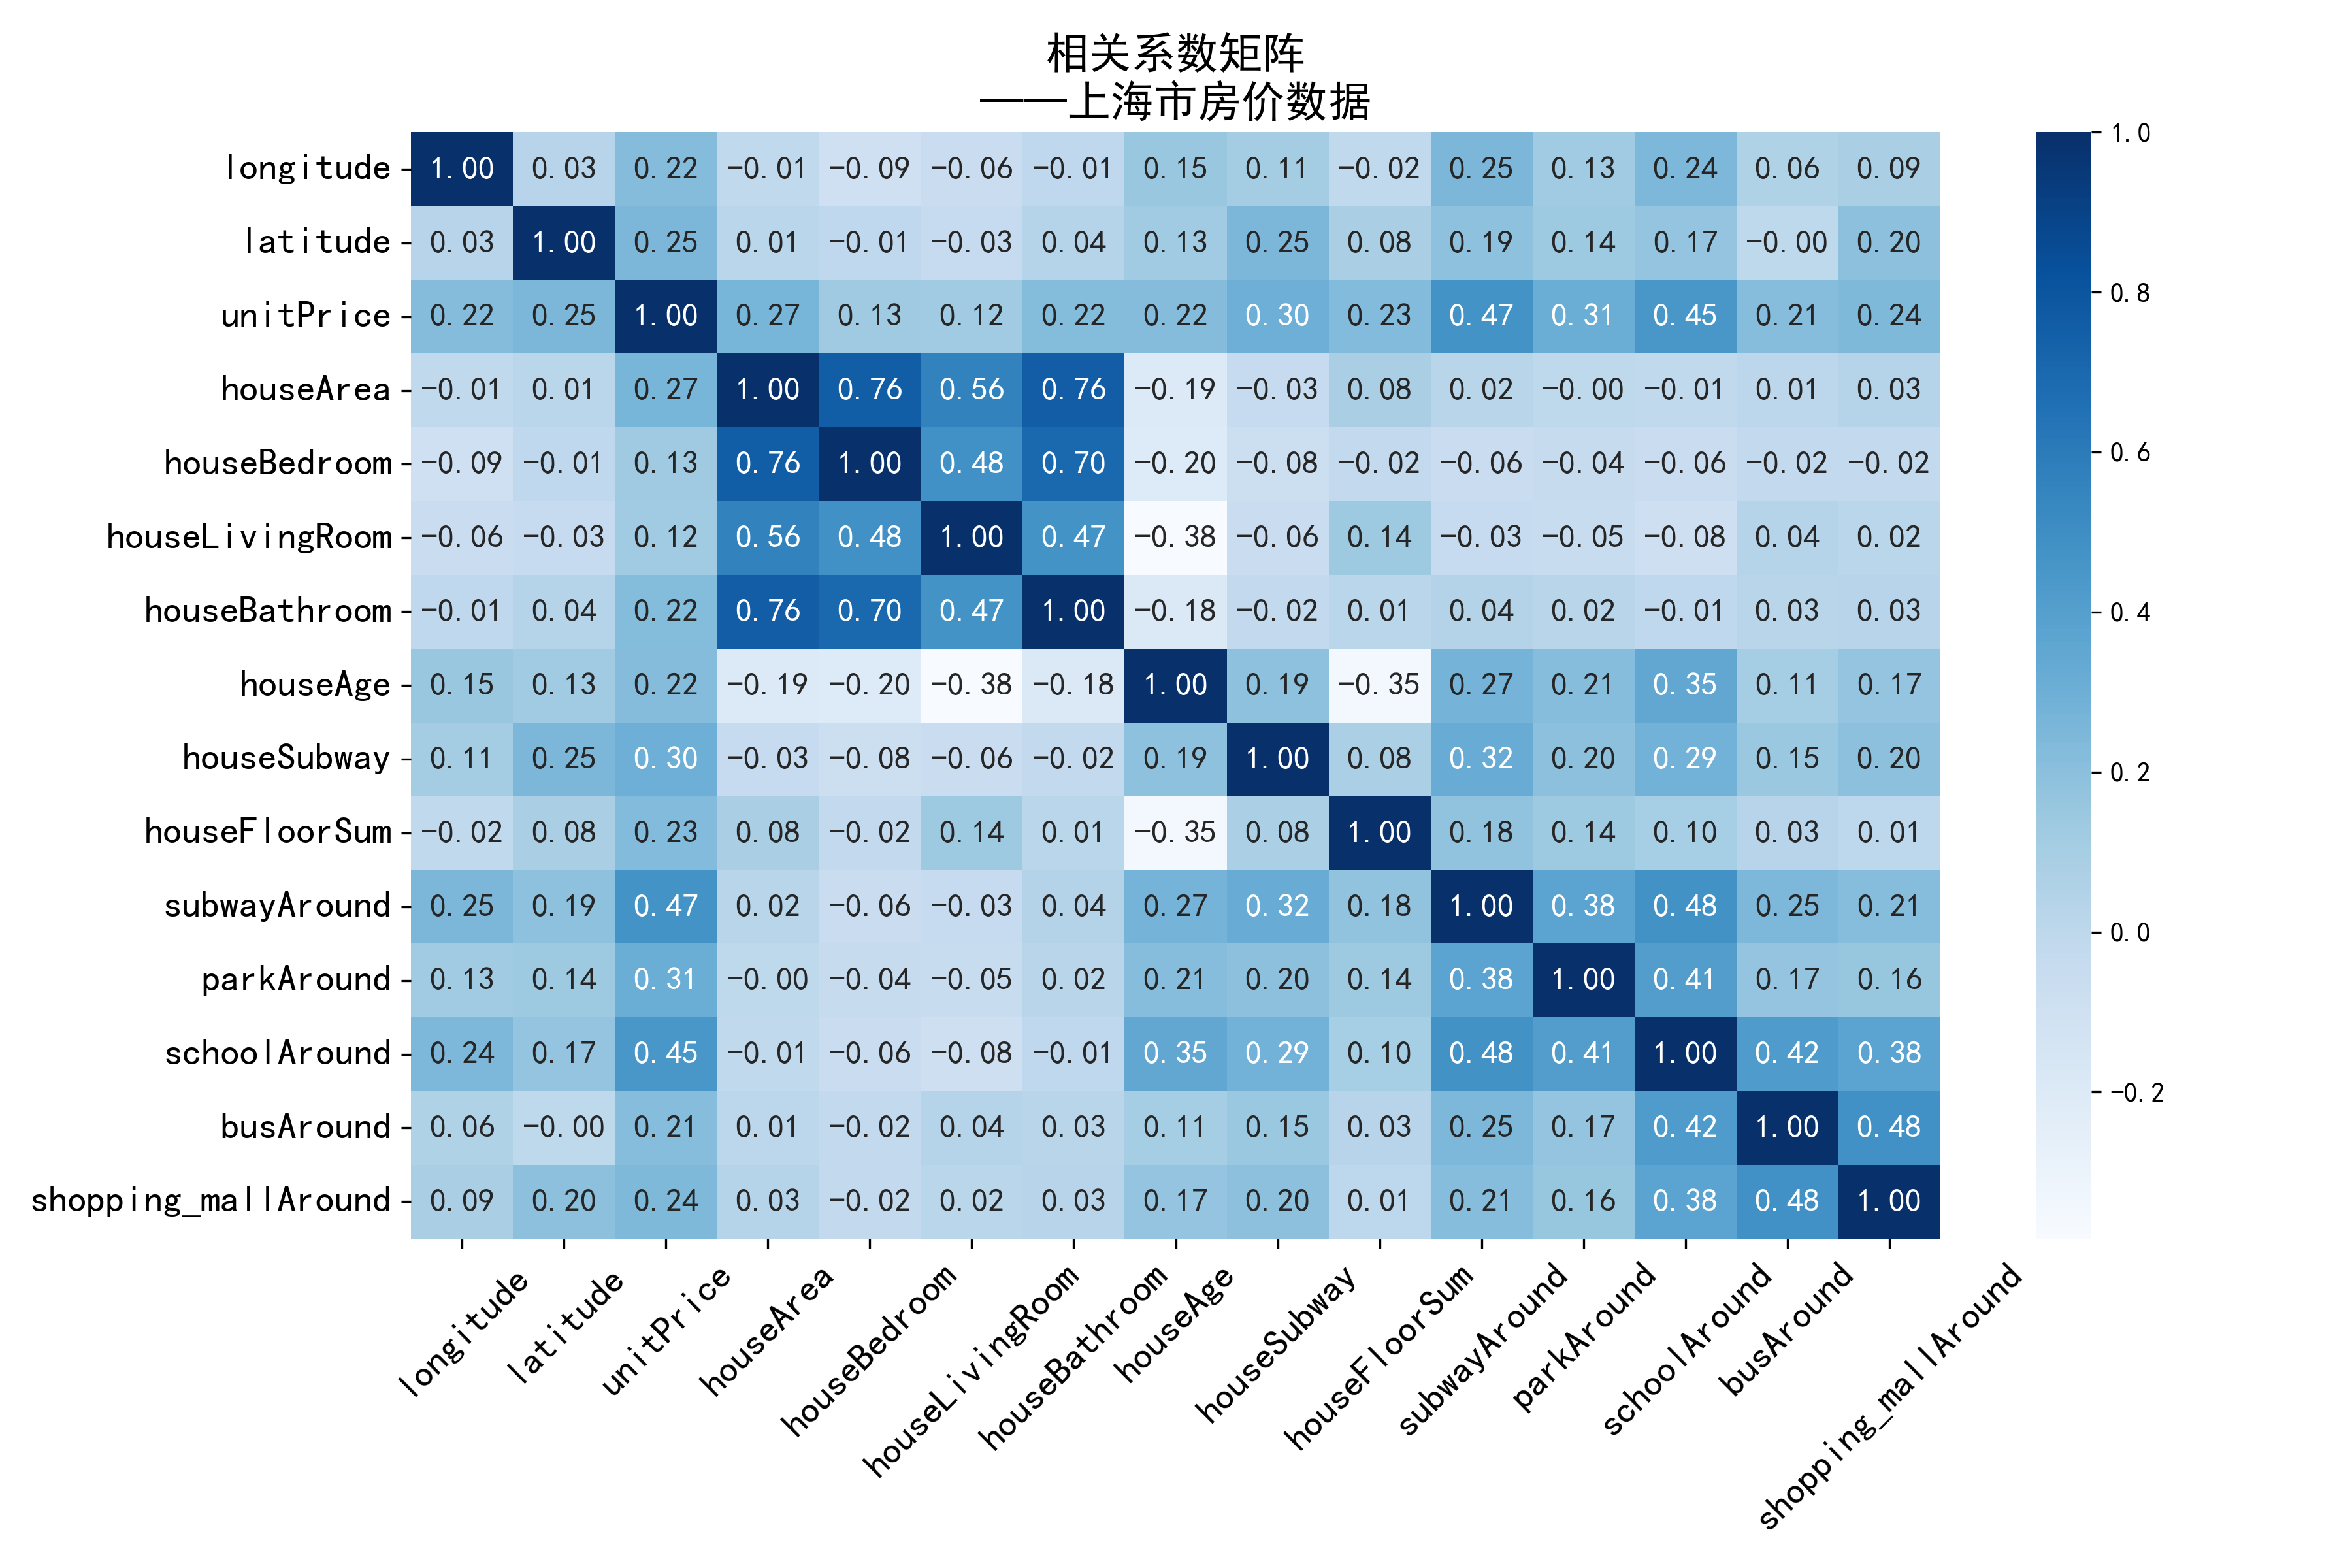 相关系数矩阵
——上海市房价数据
longitude 1.00 0.03 0.22 −0.01 −0.09 −0.06 −0.01 0.15 0.11 −0.02 0.25 0.13 0.24 0.06 0.09
latitude 0.03 1.00 0.25 0.01 −0.01 −0.03 0.04 0.13 0.25 0.08 0.19 0.14 0.17 −0.00 0.20
unitPrice 0.22 0.25 1.00 0.27 0.13 0.12 0.22 0.22 0.30 0.23 0.47 0.31 0.45 0.21 0.24
houseArea −0.01 0.01 0.27 1.00 0.76 0.56 0.76 −0.19 −0.03 0.08 0.02 −0.00 −0.01 0.01 0.03
houseBedroom −0.09 −0.01 0.13 0.76 1.00 0.48 0.70 −0.20 −0.08 −0.02 −0.06 −0.04 −0.06 −0.02 −0.02
houseLivingRoom −0.06 −0.03 0.12 0.56 0.48 1.00 0.47 −0.38 −0.06 0.14 −0.03 −0.05 −0.08 0.04 0.02
houseBathroom −0.01 0.04 0.22 0.76 0.70 0.47 1.00 −0.18 −0.02 0.01 0.04 0.02 −0.01 0.03 0.03
houseAge 0.15 0.13 0.22 −0.19 −0.20 −0.38 −0.18 1.00 0.19 −0.35 0.27 0.21 0.35 0.11 0.17
houseSubway 0.11 0.25 0.30 −0.03 −0.08 −0.06 −0.02 0.19 1.00 0.08 0.32 0.20 0.29 0.15 0.20
houseFloorSum −0.02 0.08 0.23 0.08 −0.02 0.14 0.01 −0.35 0.08 1.00 0.18 0.14 0.10 0.03 0.01
subwayAround 0.25 0.19 0.47 0.02 −0.06 −0.03 0.04 0.27 0.32 0.18 1.00 0.38 0.48 0.25 0.21
parkAround 0.13 0.14 0.31 −0.00 −0.04 −0.05 0.02 0.21 0.20 0.14 0.38 1.00 0.41 0.17 0.16
schoolAround 0.24 0.17 0.45 −0.01 −0.06 −0.08 −0.01 0.35 0.29 0.10 0.48 0.41 1.00 0.42 0.38
busAround 0.06 −0.00 0.21 0.01 −0.02 0.04 0.03 0.11 0.15 0.03 0.25 0.17 0.42 1.00 0.48
shopping_mallAround 0.09 0.20 0.24 0.03 −0.02 0.02 0.03 0.17 0.20 0.01 0.21 0.16 0.38 0.48 1.00
longitude
latitude
unitPrice
houseArea
houseBedroom
houseLivingRoom
houseBathroom
houseAge
houseSubway
houseFloorSum
subwayAround
parkAround
schoolAround
busAround
shopping_mallAround
1.0
0.8
0.6
0.4
0.2
0.0
−0.2